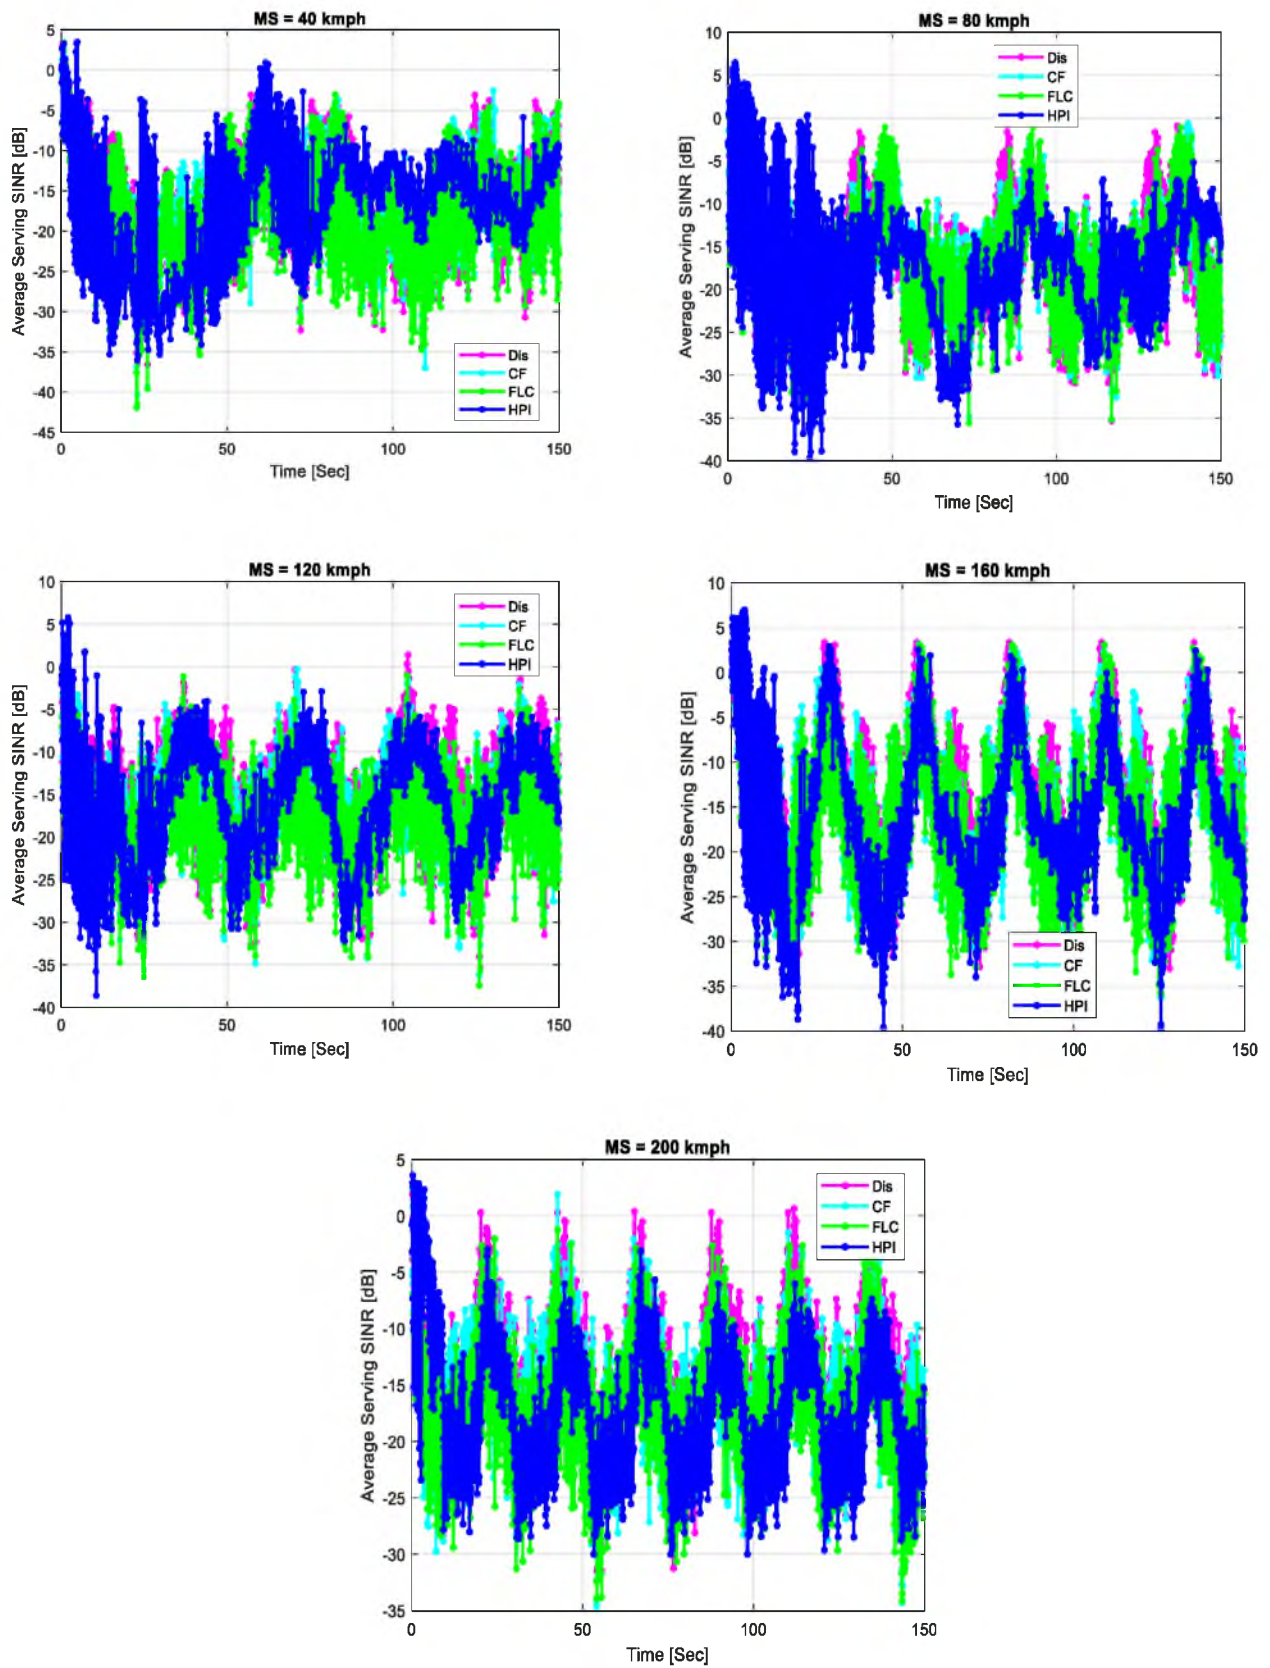 MS = 40 kmph
5
0
-5
-10
-15
-20
-25
-30
-35
-40
-45
Average Serving SINR [dB]
Dis
CF
FLC
HPI
0 50 100 150
Time [Sec]
MS = 80 kmph
10
5
0
-5
-10
-15
-20
-25
-30
-35
-40
Average Serving SINR [dB]
Dis
CF
FLC
HPI
0 50 100 150
Time [Sec]
MS = 120 kmph
10
5
0
-5
-10
-15
-20
-25
-30
-35
-40
Average Serving SINR [dB]
Dis
CF
FLC
HPI
0 50 100 150
Time [Sec]
MS = 160 kmph
10
5
0
-5
-10
-15
-20
-25
-30
-35
-40
Average Serving SINR [dB]
Dis
CF
FLC
HPI
0 50 100 150
Time [Sec]
MS = 200 kmph
5
0
-5
-10
-15
-20
-25
-30
-35
Average Serving SINR [dB]
Dis
CF
FLC
HPI
0 50 100 150
Time [Sec]